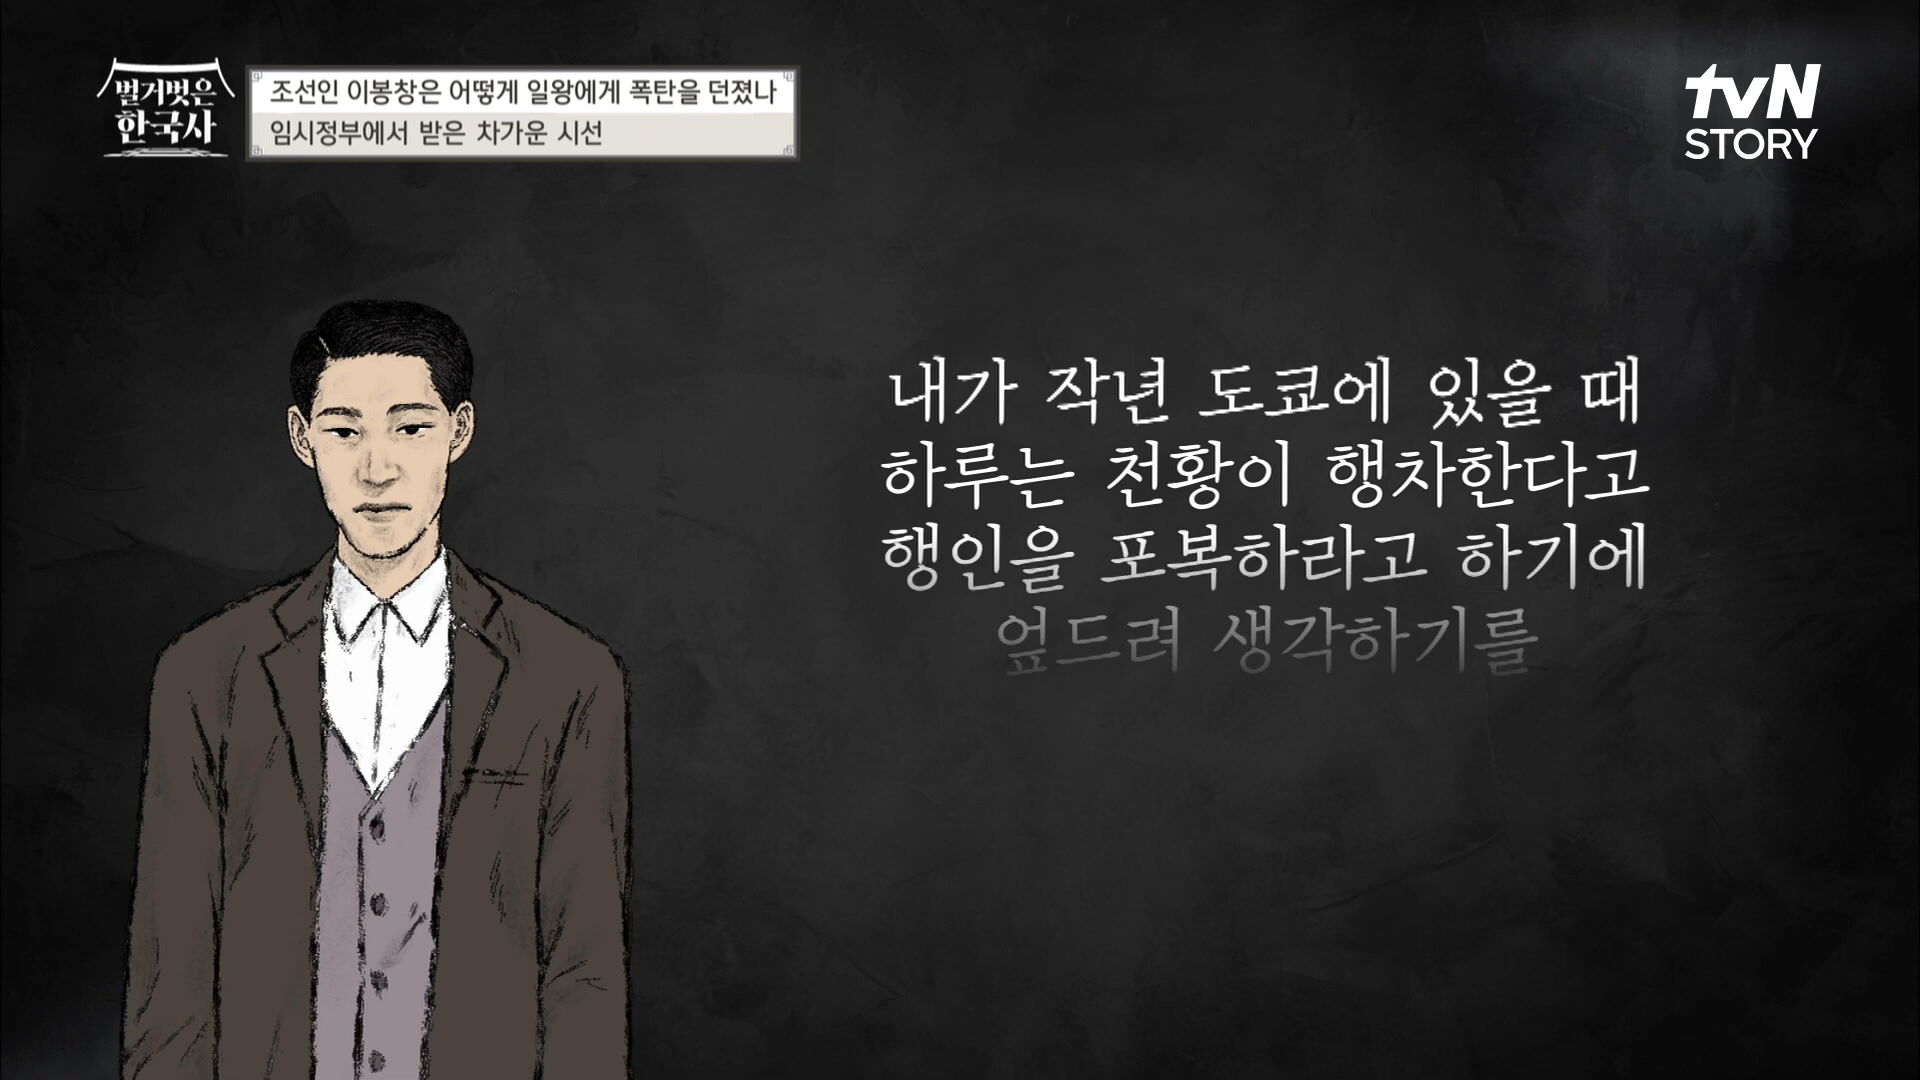 벌거벗은
한국사
조선인 이봉창은 어떻게 일왕에게 폭탄을 던졌나
임시정부에서 받은 차가운 시선
tvN
STORY
내가 작년 도쿄에 있을 때
하루는 천황이 행차한다고
행인을 포복하라고 하기에
엎드려 생각하기를